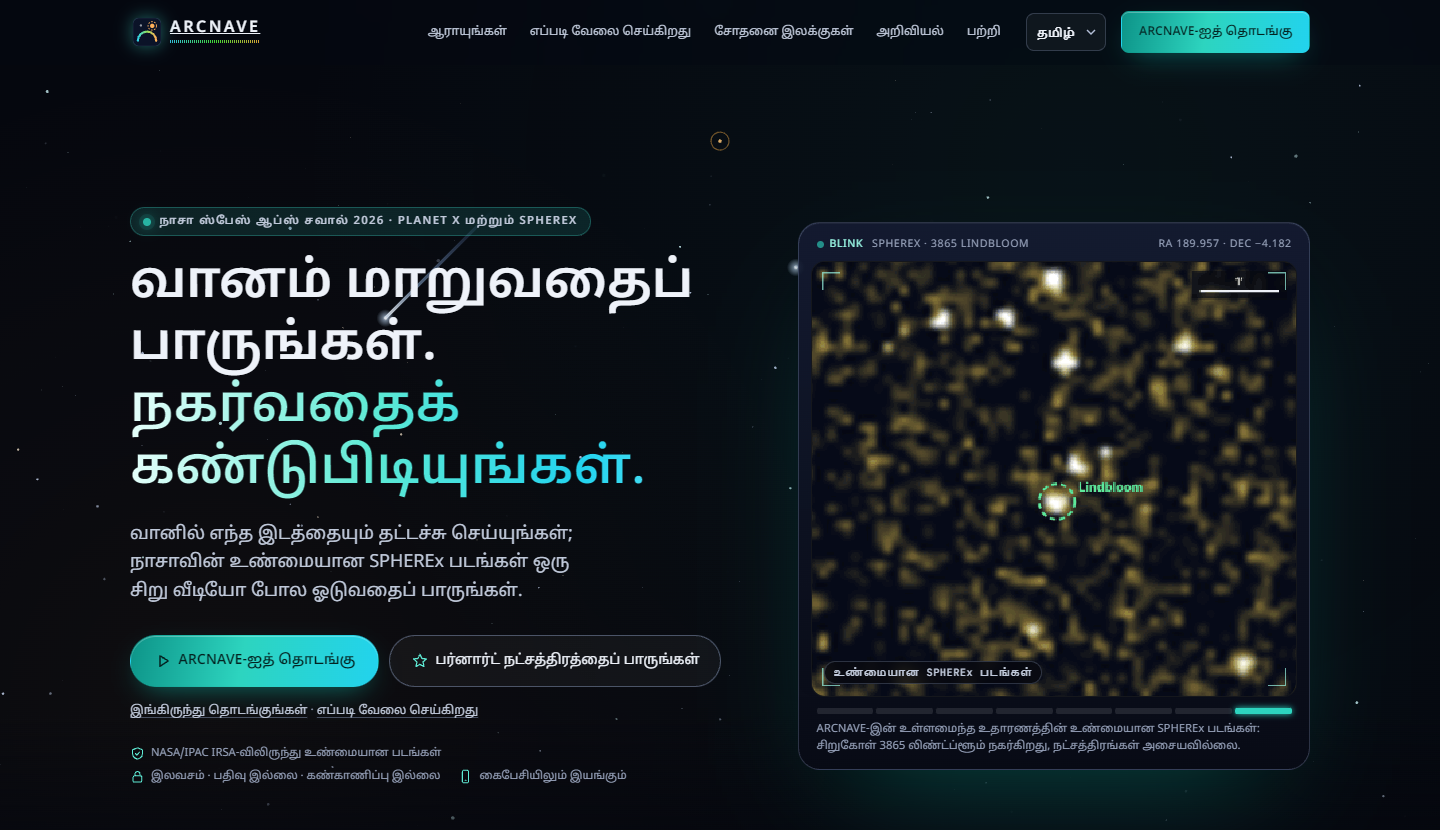 ARCNAVE
ஆராயுங்கள்
எப்படி வேலை செய்கிறது
சோதனை இலக்குகள்
அறிவியல்
பற்றி
தமிழ்
ARCNAVE-ஐத் தொடங்கு
நாசா ஸ்பேஸ் ஆப்ஸ் சவால் 2026 · PLANET X மற்றும் SPHEREX
வானம் மாறுவதைப்
பாருங்கள்.
நகர்வதைக்
கண்டுபிடியுங்கள்.
வானில் எந்த இடத்தையும் தட்டச்சு செய்யுங்கள்;
நாசாவின் உண்மையான SPHEREx படங்கள் ஒரு
சிறு வீடியோ போல ஓடுவதைப் பாருங்கள்.
ARCNAVE-ஐத் தொடங்கு
பர்னார்ட் நட்சத்திரத்தைப் பாருங்கள்
இங்கிருந்து தொடங்குங்கள் · எப்படி வேலை செய்கிறது
NASA/IPAC IRSA-விலிருந்து உண்மையான படங்கள்
இலவசம் · பதிவு இல்லை · கண்காணிப்பு இல்லை
கைபேசியிலும் இயங்கும்
BLINK SPHEREX · 3865 LINDBLOOM
RA 189.957 · DEC −4.182
1'
Lindbloom
உண்மையான SPHEREx படங்கள்
ARCNAVE-இன் உள்ளமைந்த உதாரணத்தின் உண்மையான SPHEREx படங்கள்:
சிறுகோள் 3865 லிண்ட்ப்ளூம் நகர்கிறது, நட்சத்திரங்கள் அசையவில்லை.